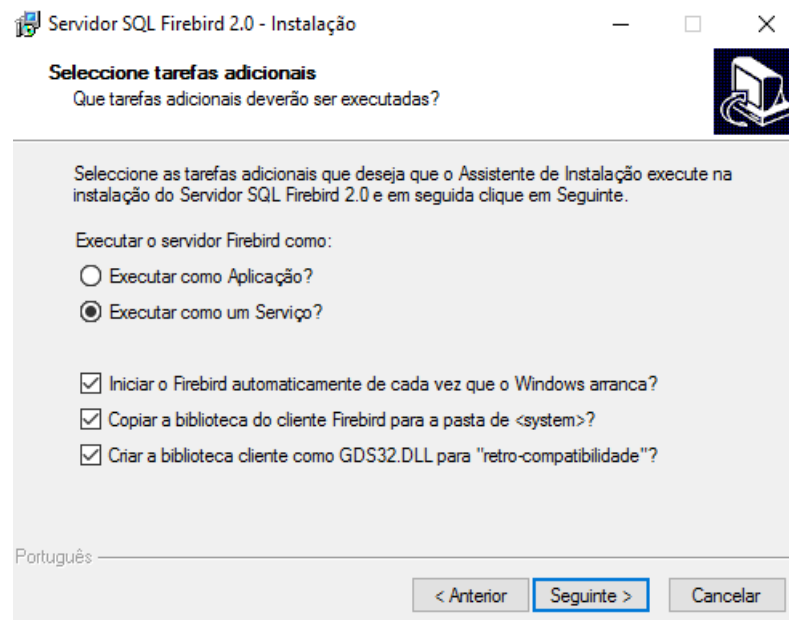 Servidor SQL Firebird 2.0 - Instalação
Seleccione tarefas adicionais
Que tarefas adicionais deverão ser executadas?
Seleccione as tarefas adicionais que deseja que o Assistente de Instalação execute na
instalação do Servidor SQL Firebird 2.0 e em seguida clique em Seguinte.
Executar o servidor Firebird como:
Executar como Aplicação?
Executar como um Serviço?
Iniciar o Firebird automaticamente de cada vez que o Windows arranca?
Copiar a biblioteca do cliente Firebird para a pasta de <system>?
Criar a biblioteca cliente como GDS32.DLL para "retro-compatibilidade"?
Português
< Anterior
Seguinte >
Cancelar